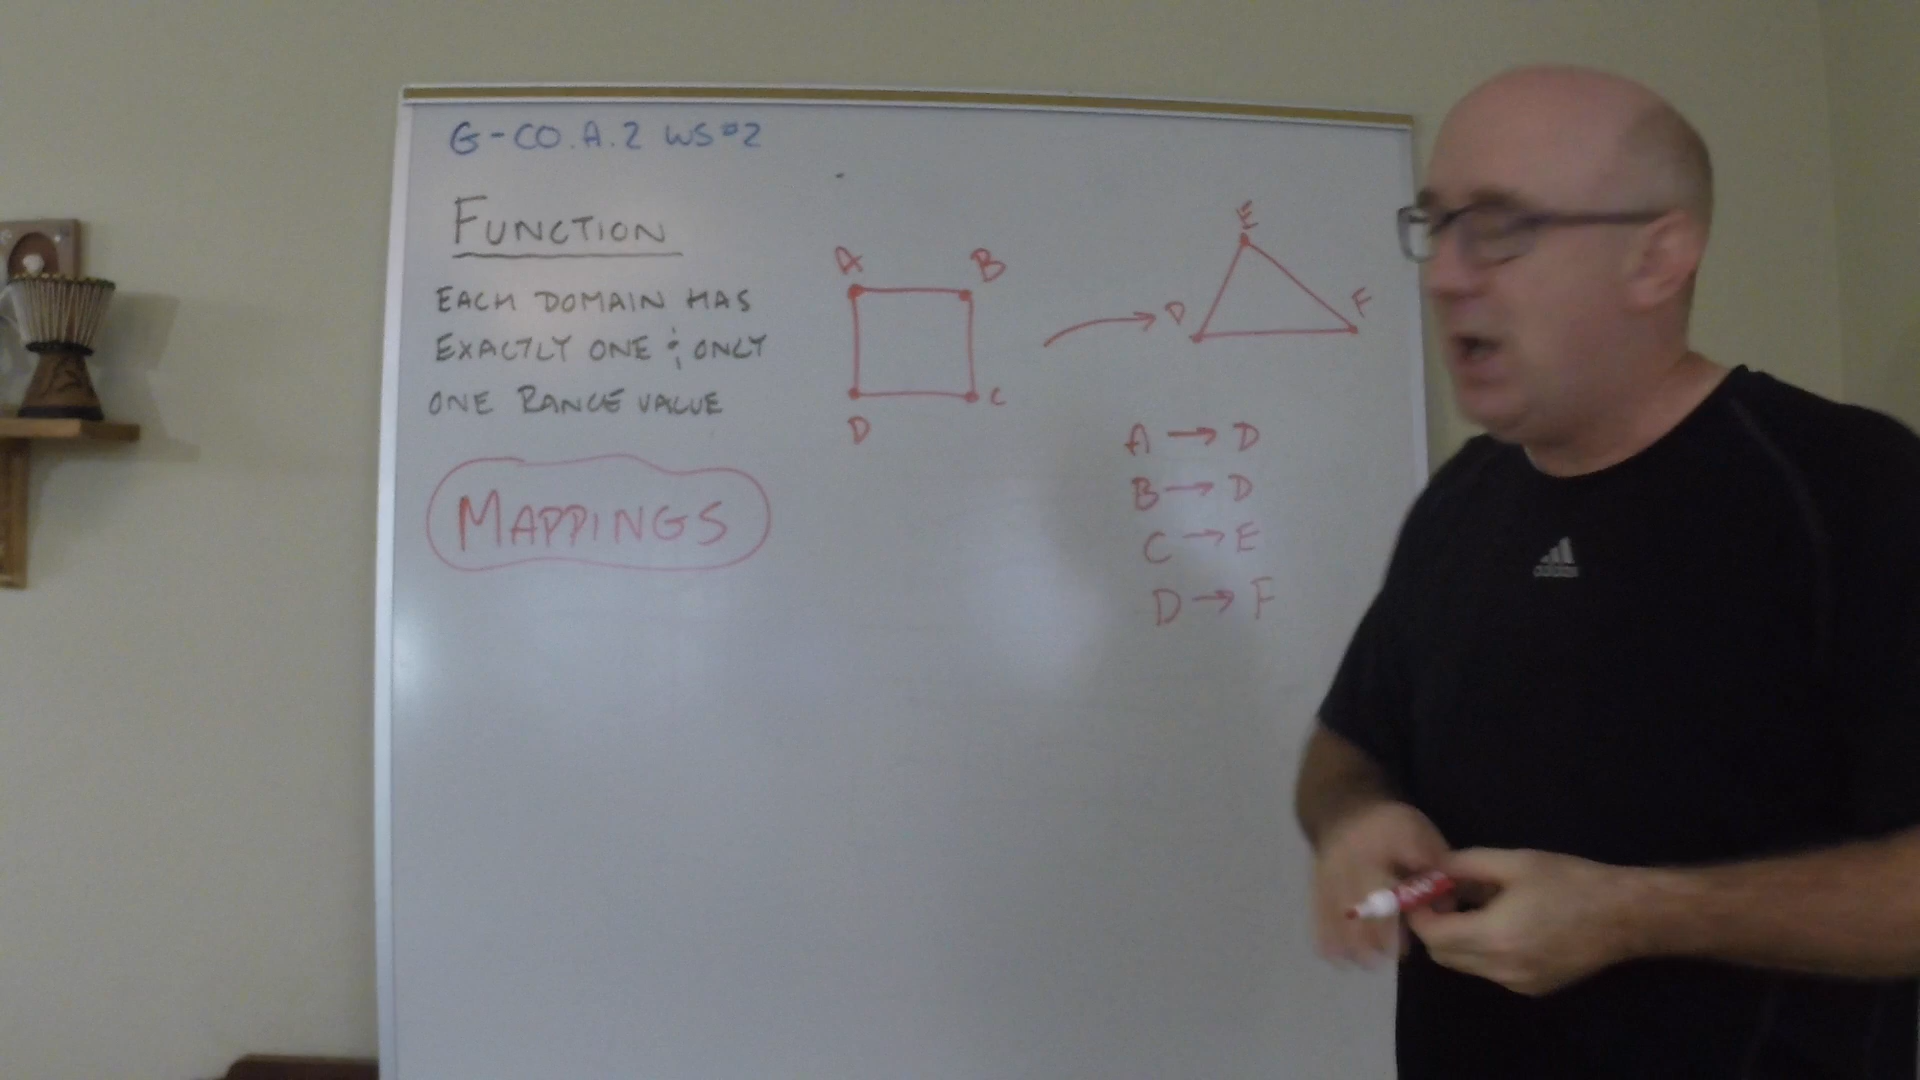 G-CO.A.2 WS#2
FUNCTION
EACH DOMAIN HAS
EXACTLY ONE & ONLY
ONE RANGE VALUE
MAPPINGS
A B
D C
E
D F
A → D
B → D
C → E
D → F
adidas